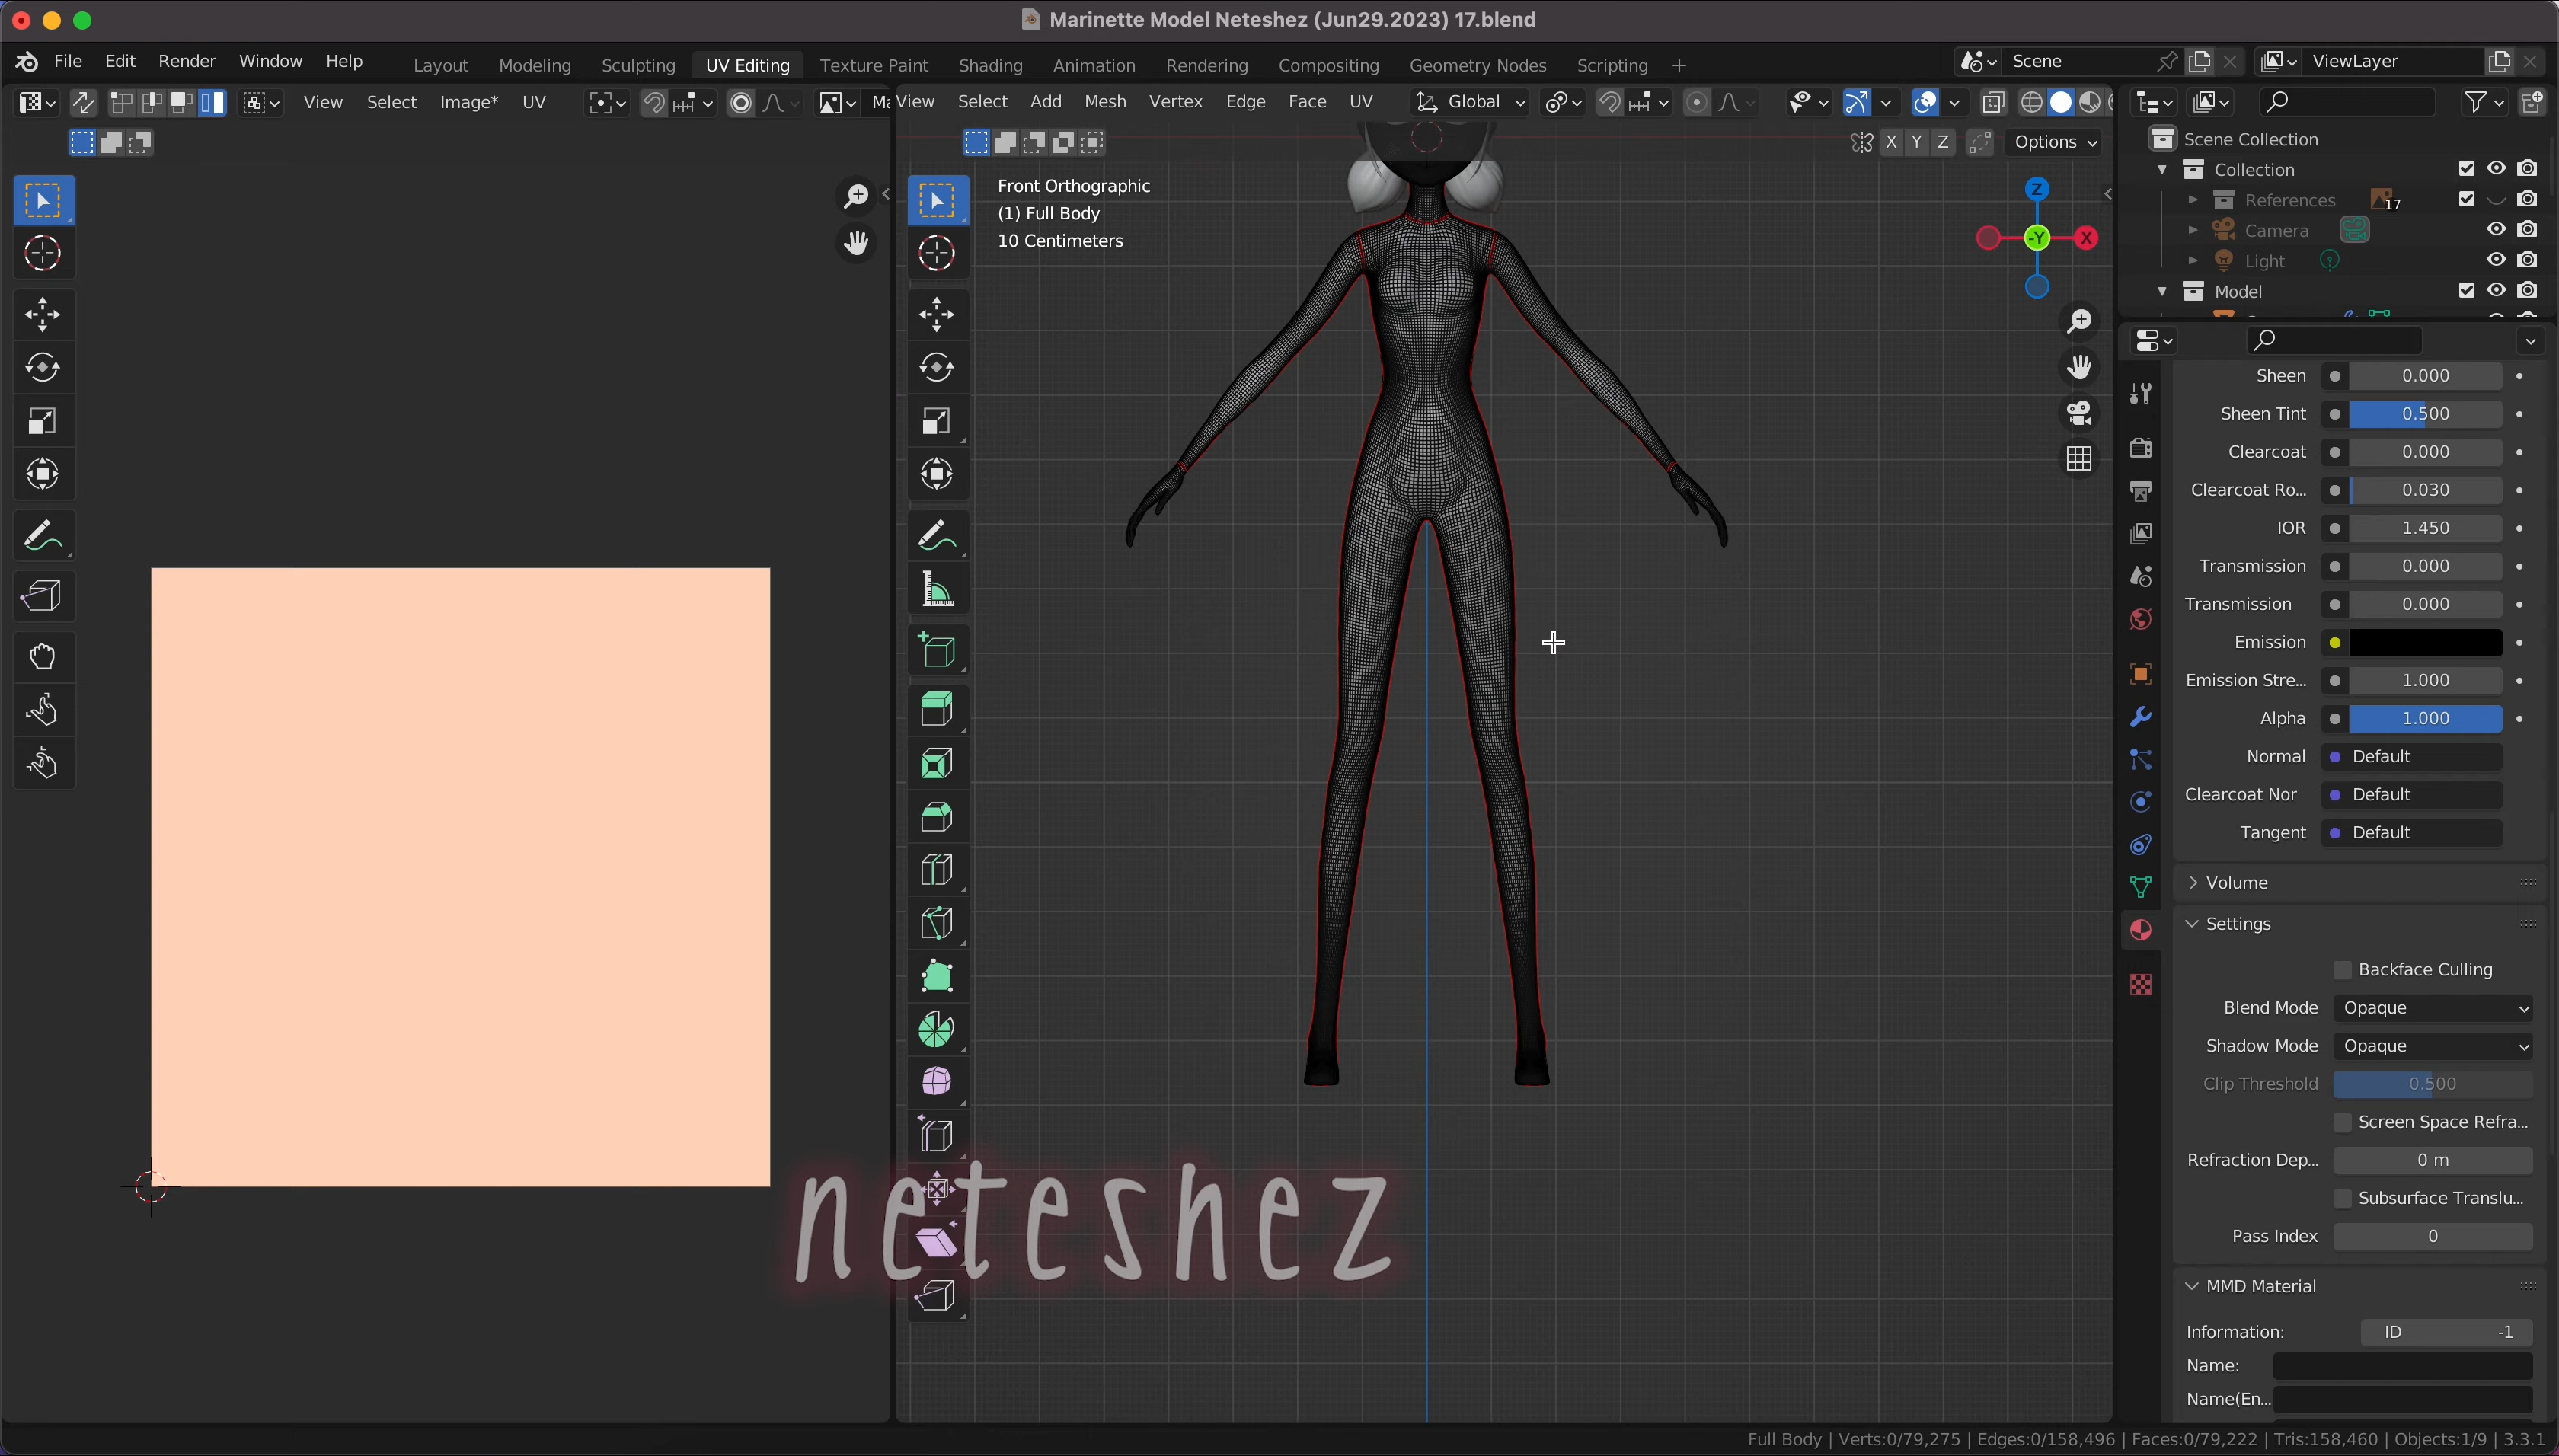 Marinette Model Neteshez (Jun29.2023) 17.blend
File Edit Render Window Help Layout Modeling Sculpting UV Editing Texture Paint Shading Animation Rendering Compositing Geometry Nodes Scripting + Scene ViewLayer
View Select Image* UV Ma
View Select Add Mesh Vertex Edge Face UV Global
X Y Z Options
Front Orthographic
(1) Full Body
10 Centimeters
Z
-Y
X
Scene Collection
Collection
References 17
Camera
Light
Model
Sheen 0.000
Sheen Tint 0.500
Clearcoat 0.000
Clearcoat Ro... 0.030
IOR 1.450
Transmission 0.000
Transmission 0.000
Emission
Emission Stre... 1.000
Alpha 1.000
Normal Default
Clearcoat Nor Default
Tangent Default
Volume
Settings
Backface Culling
Blend Mode Opaque
Shadow Mode Opaque
Clip Threshold 0.500
Screen Space Refra...
Refraction Dep... 0 m
Subsurface Translu...
Pass Index 0
MMD Material
Information: ID -1
Name:
Name(En...
neteshez
Full Body | Verts:0/79,275 | Edges:0/158,496 | Faces:0/79,222 | Tris:158,460 | Objects:1/9 | 3.3.1